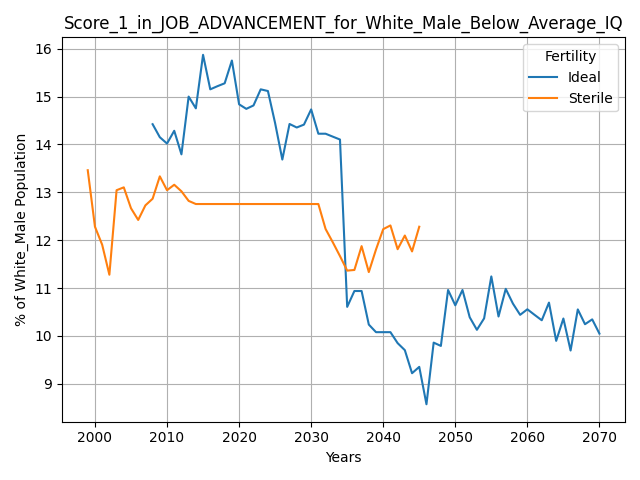 Score_1_in_JOB_ADVANCEMENT_for_White_Male_Below_Average_IQ
Fertility
Ideal
Sterile
% of White_Male Population
16
15
14
13
12
11
10
9
2000 2010 2020 2030 2040 2050 2060 2070
Years